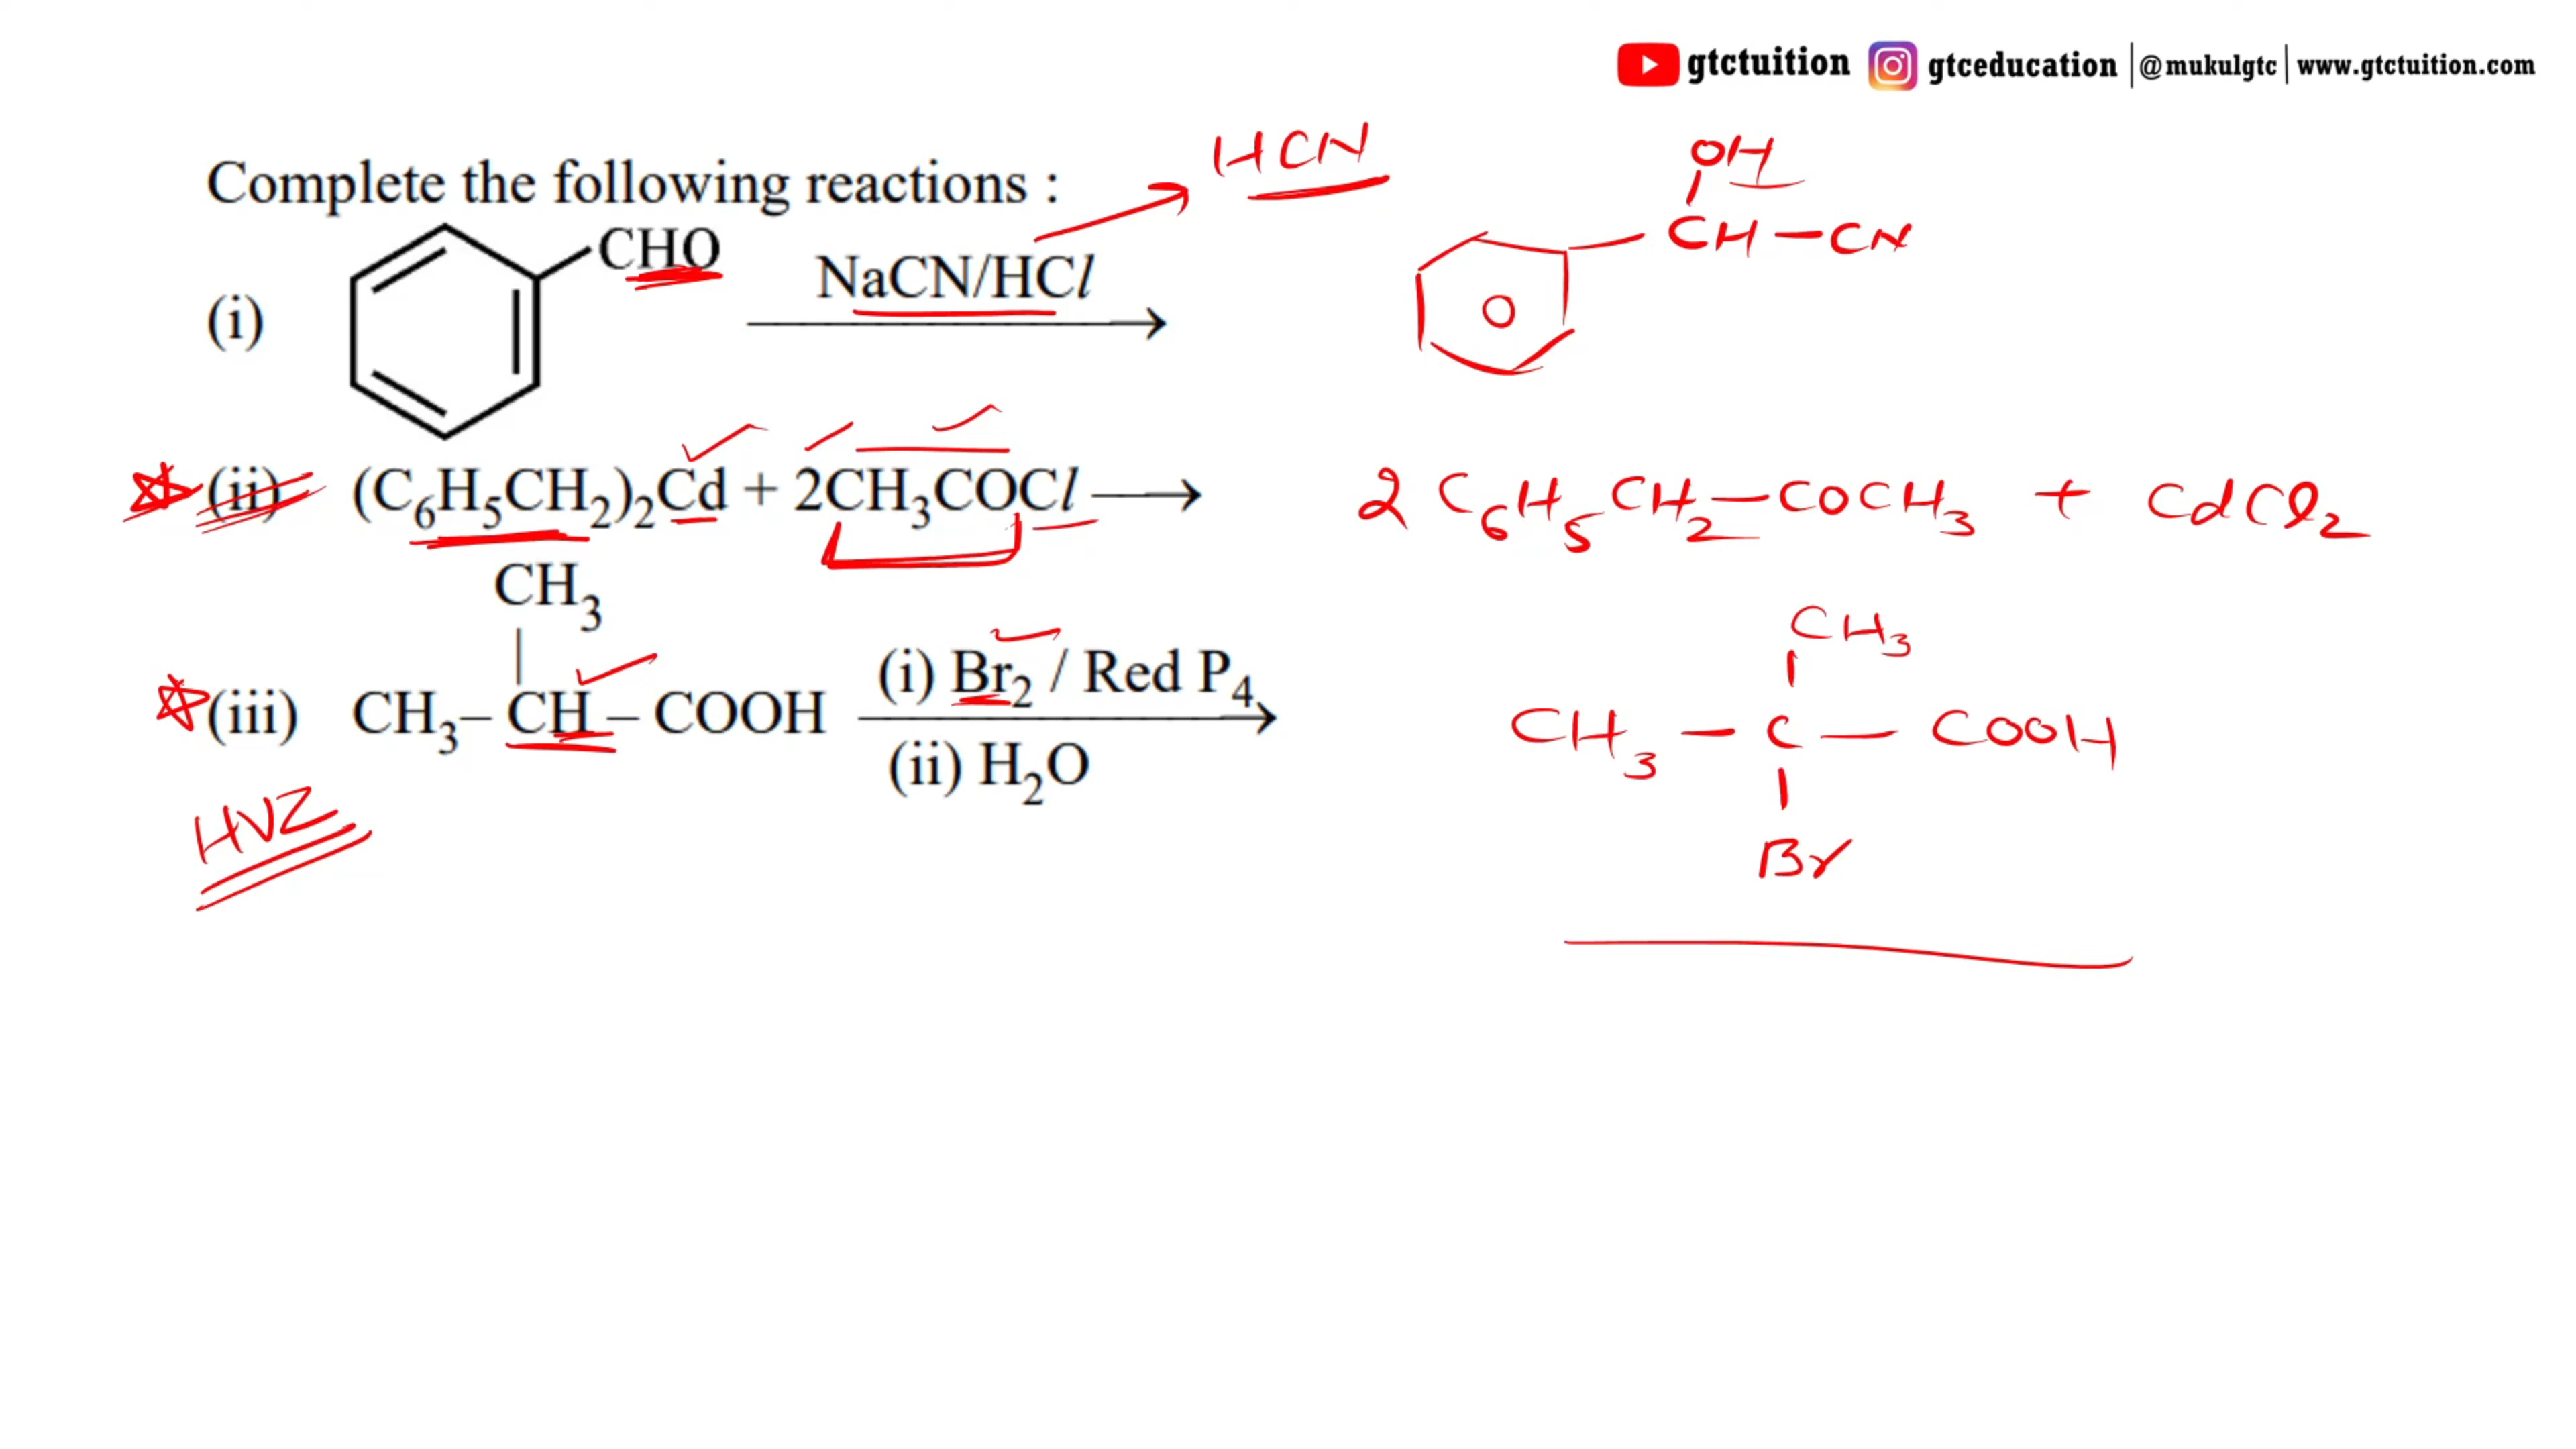 gtctuition gtceducation |@mukulgtc| www.gtctuition.com
Complete the following reactions :
HCN
OH
CHO
NaCN/HCl
CH – CN
(i)
O
(ii) (C6H5CH2)2Cd + 2CH3COCl ⟶ 2 C6H5CH2 – COCH3 + CdCl2
CH3
CH3
(i) Br2 / Red P4
(iii) CH3 – CH – COOH
CH3 – C – COOH
(ii) H2O
HVZ
Br